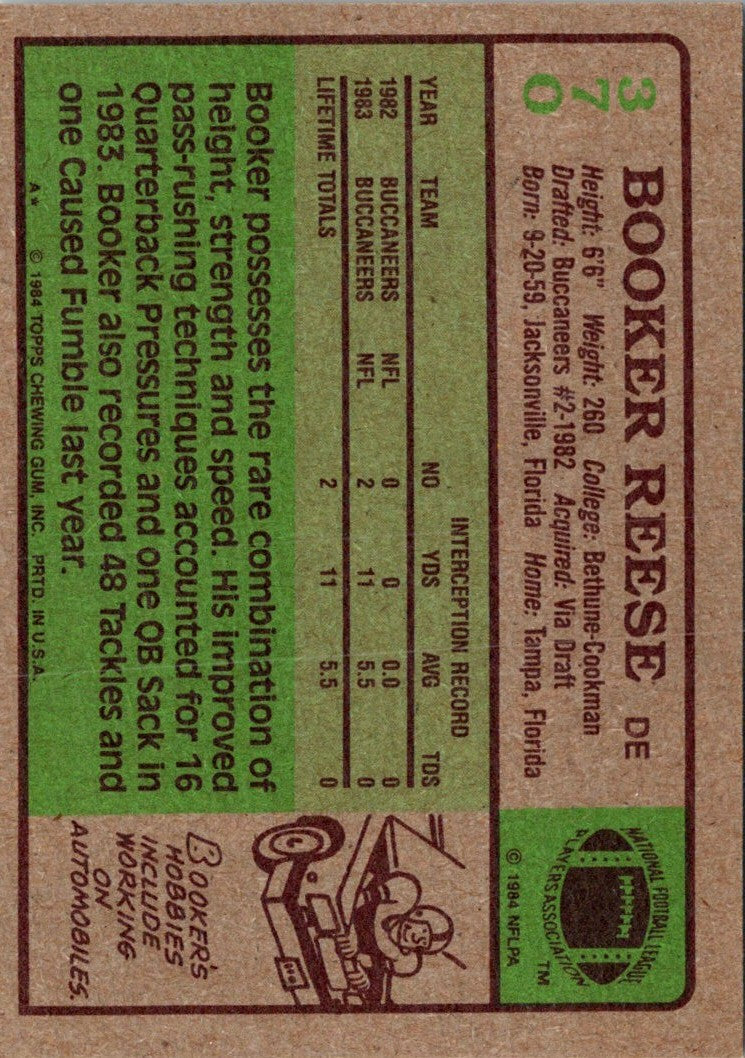 370
BOOKER REESE DE
Height: 6'6" Weight: 260 College: Bethune-Cookman
Drafted: Buccaneers #2-1982 Acquired: Via Draft
Born: 9-20-59, Jacksonville, Florida Home: Tampa, Florida
NATIONAL FOOTBALL LEAGUE
PLAYERS ASSOCIATION
NFLPA
TM
© 1984 NFLPA
INTERCEPTION RECORD
YEAR TEAM NO YDS AVG TDS
1982 BUCCANEERS NFL 0 0 0.0 0
1983 BUCCANEERS NFL 2 11 5.5 0
LIFETIME TOTALS 2 11 5.5 0
Booker possesses the rare combination of
height, strength and speed. His improved
pass-rushing techniques accounted for 16
Quarterback Pressures and one QB Sack in
1983. Booker also recorded 48 Tackles and
one Caused Fumble last year.
A* © 1984 TOPPS CHEWING GUM, INC. PRTD. IN U.S.A.
BOOKER'S
HOBBIES
INCLUDE
WORKING
ON
AUTOMOBILES.